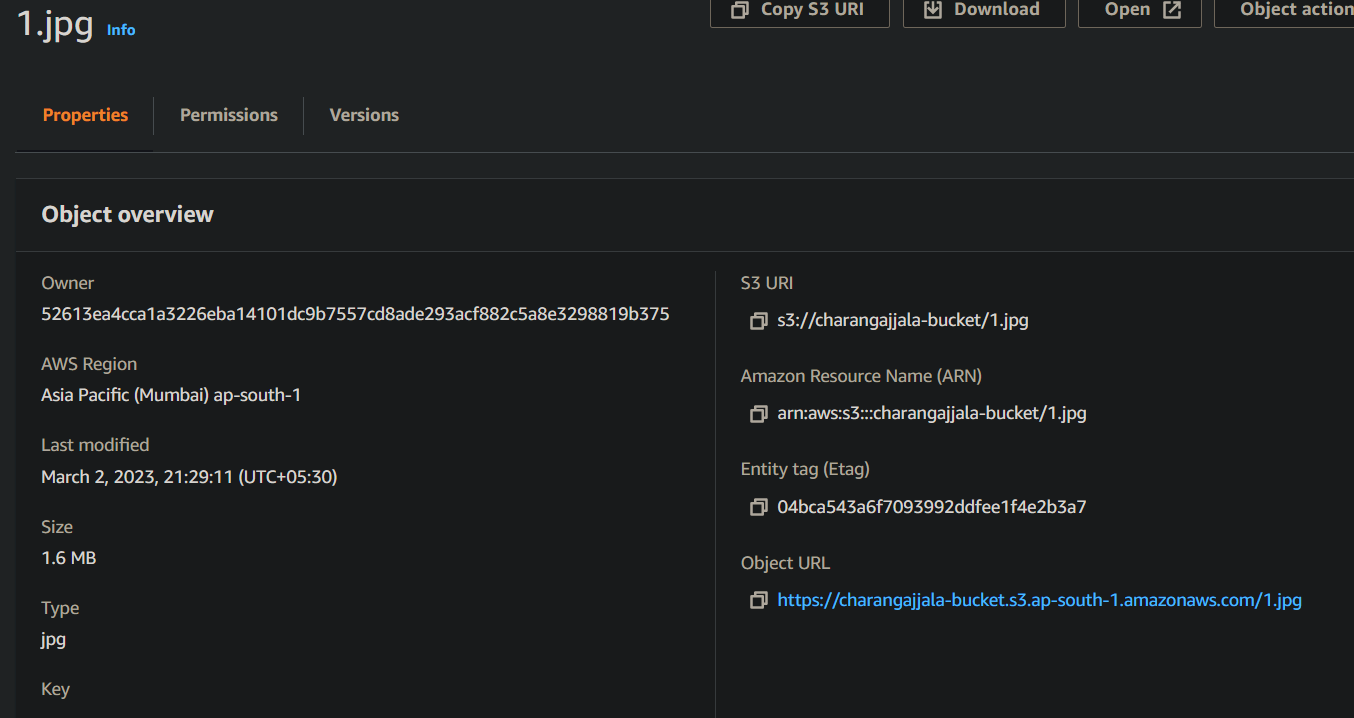 1.jpg Info
Copy S3 URI
Download
Open
Object action
Properties
Permissions
Versions
Object overview
Owner
52613ea4cca1a3226eba14101dc9b7557cd8ade293acf882c5a8e3298819b375
AWS Region
Asia Pacific (Mumbai) ap-south-1
Last modified
March 2, 2023, 21:29:11 (UTC+05:30)
Size
1.6 MB
Type
jpg
Key
S3 URI
s3://charangajjala-bucket/1.jpg
Amazon Resource Name (ARN)
arn:aws:s3:::charangajjala-bucket/1.jpg
Entity tag (Etag)
04bca543a6f7093992ddfee1f4e2b3a7
Object URL
https://charangajjala-bucket.s3.ap-south-1.amazonaws.com/1.jpg